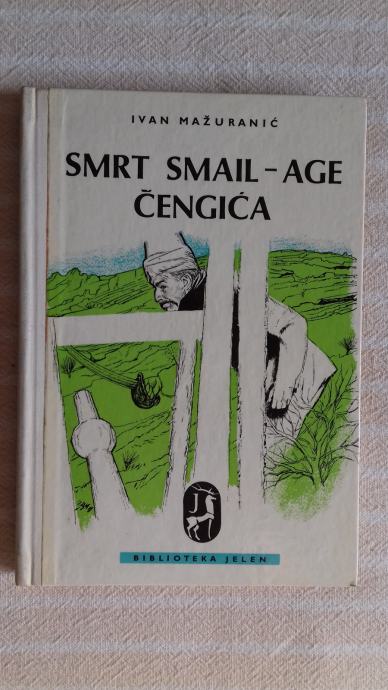 IVAN MAŽURANIĆ
SMRT SMAIL-AGE
ČENGIĆA
J
BIBLIOTEKA JELEN